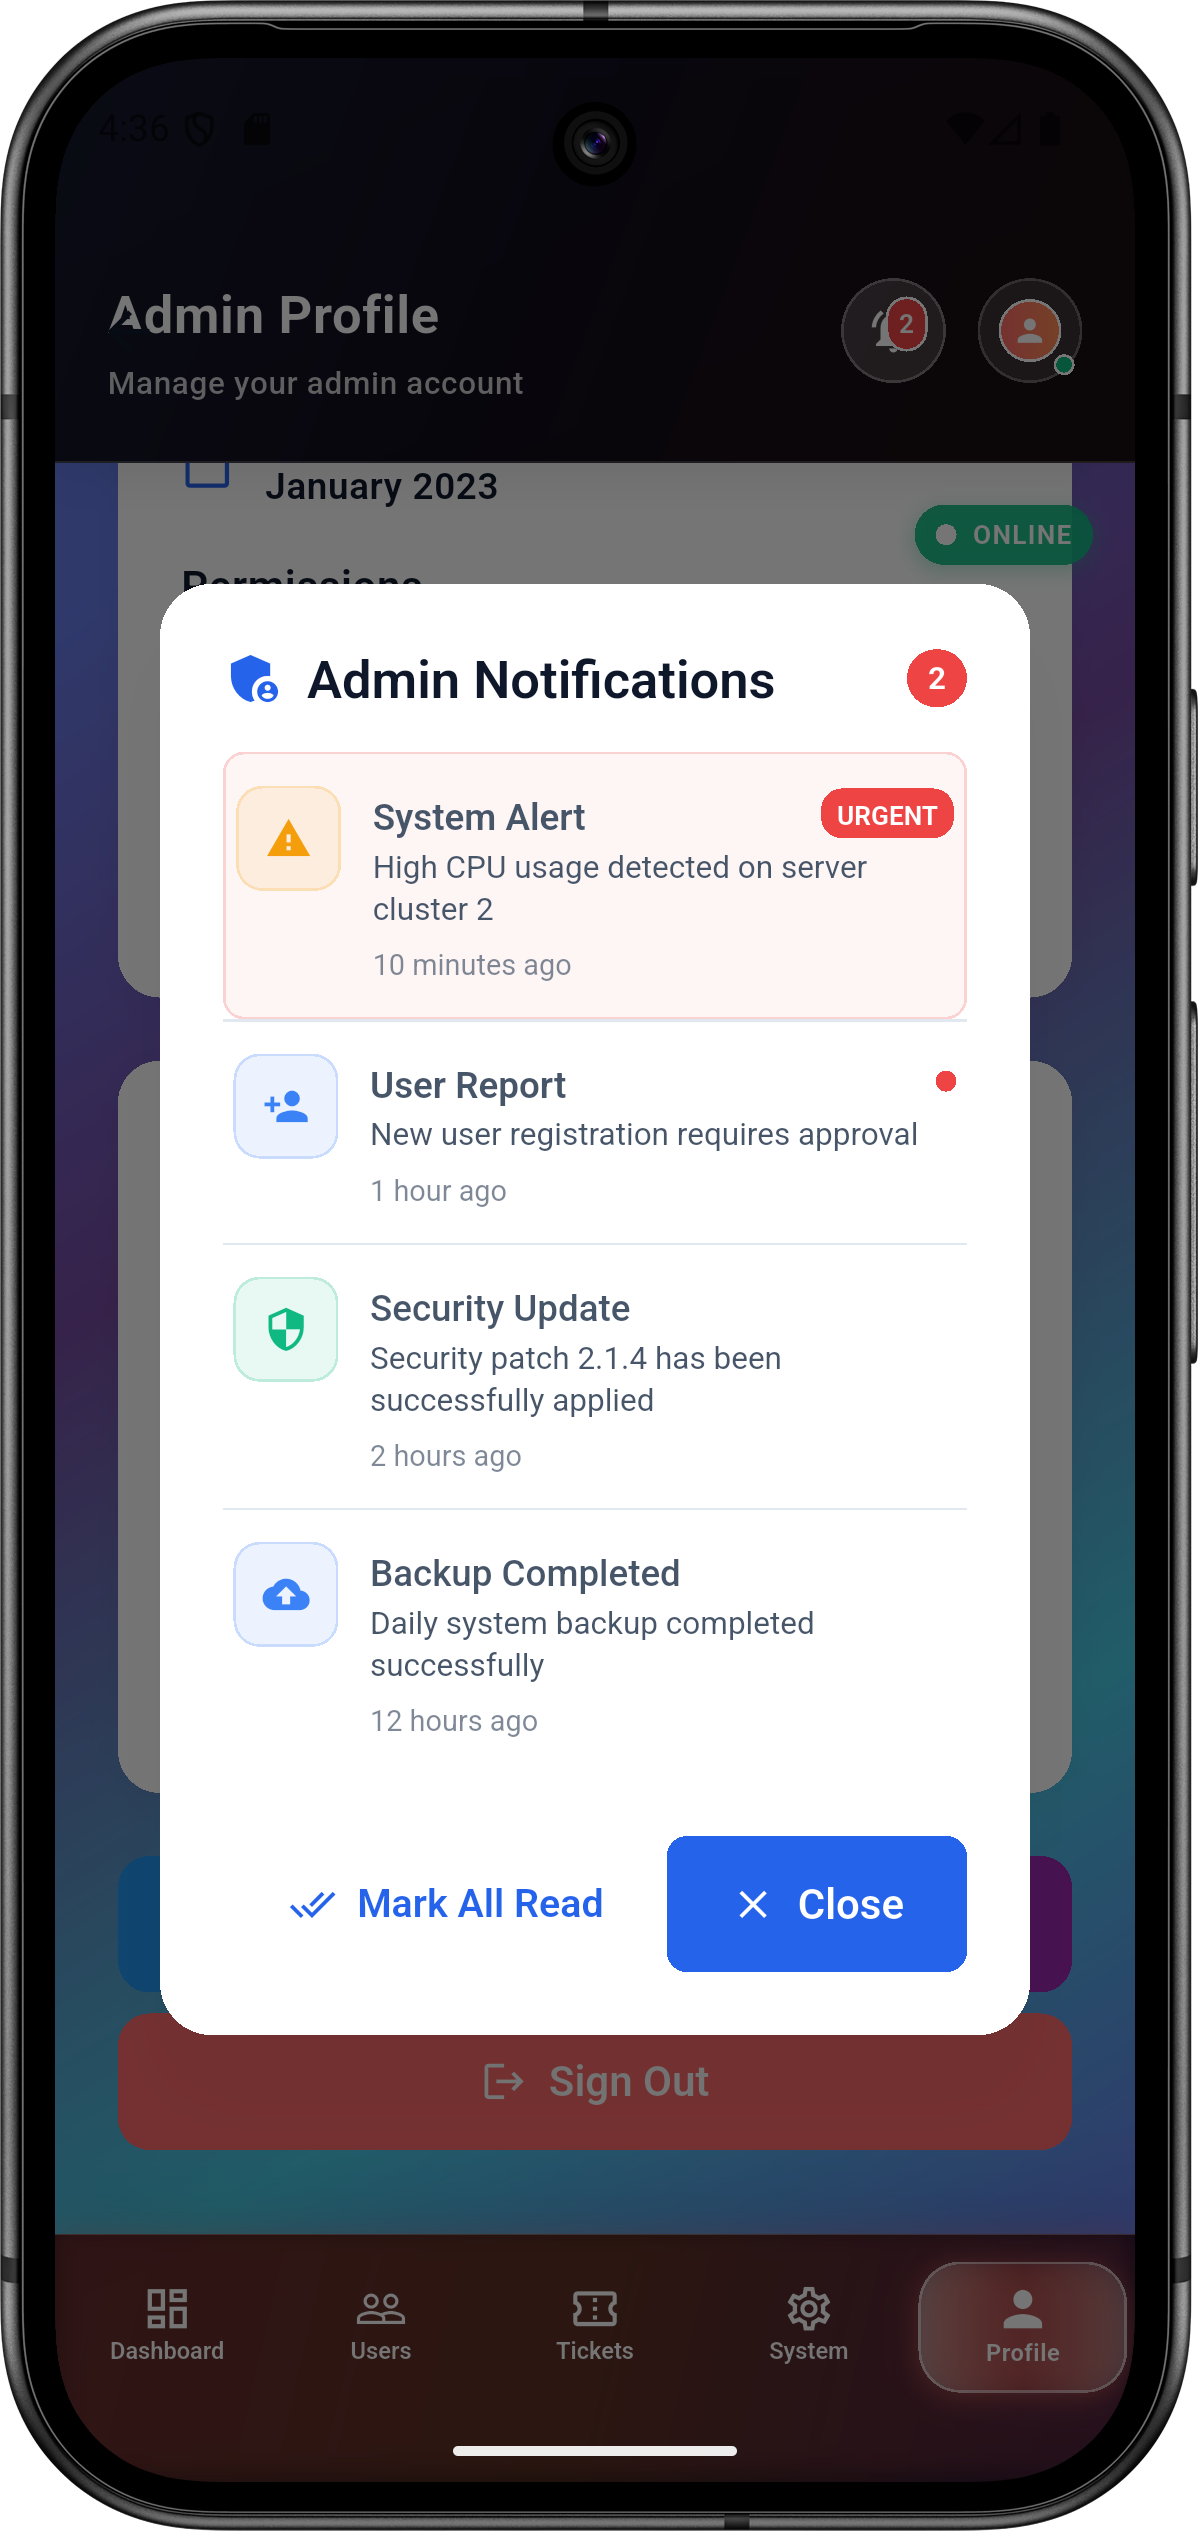 4:36
Admin Profile
2
Manage your admin account
January 2023
ONLINE
Permissions
Admin Notifications
2
System Alert
URGENT
High CPU usage detected on server
cluster 2
10 minutes ago
User Report
New user registration requires approval
1 hour ago
Security Update
Security patch 2.1.4 has been
successfully applied
2 hours ago
Backup Completed
Daily system backup completed
successfully
12 hours ago
Mark All Read
Close
Sign Out
Dashboard
Users
Tickets
System
Profile